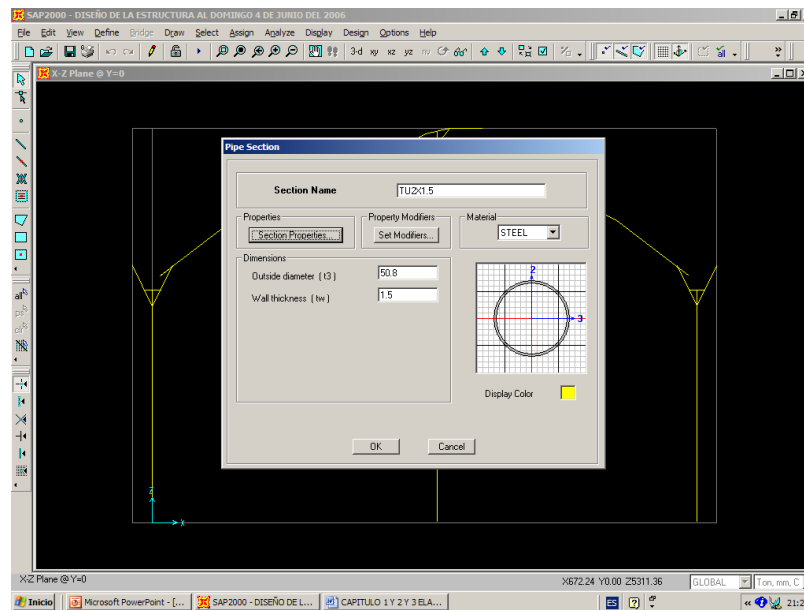 SAP2000 - DISEÑO DE LA ESTRUCTURA AL DOMINGO 4 DE JUNIO DEL 2006
File Edit View Define Bridge Draw Select Assign Analyze Display Design Options Help
3-d xy xz yz nv
X-Z Plane @ Y=0
Pipe Section
Section Name TU2X1.5
Properties Property Modifiers Material
Section Properties... Set Modifiers... STEEL
Dimensions
Outside diameter ( t3 ) 50.8
Wall thickness ( tw ) 1.5
2
3
Display Color
OK Cancel
all
ps
clr
Z
X
X-Z Plane @ Y=0 X672.24 Y0.00 Z5311.36 GLOBAL Ton, mm, C
Inicio Microsoft PowerPoint - [... SAP2000 - DISEÑO DE L... CAPITULO 1 Y 2 Y 3 ELA... ES